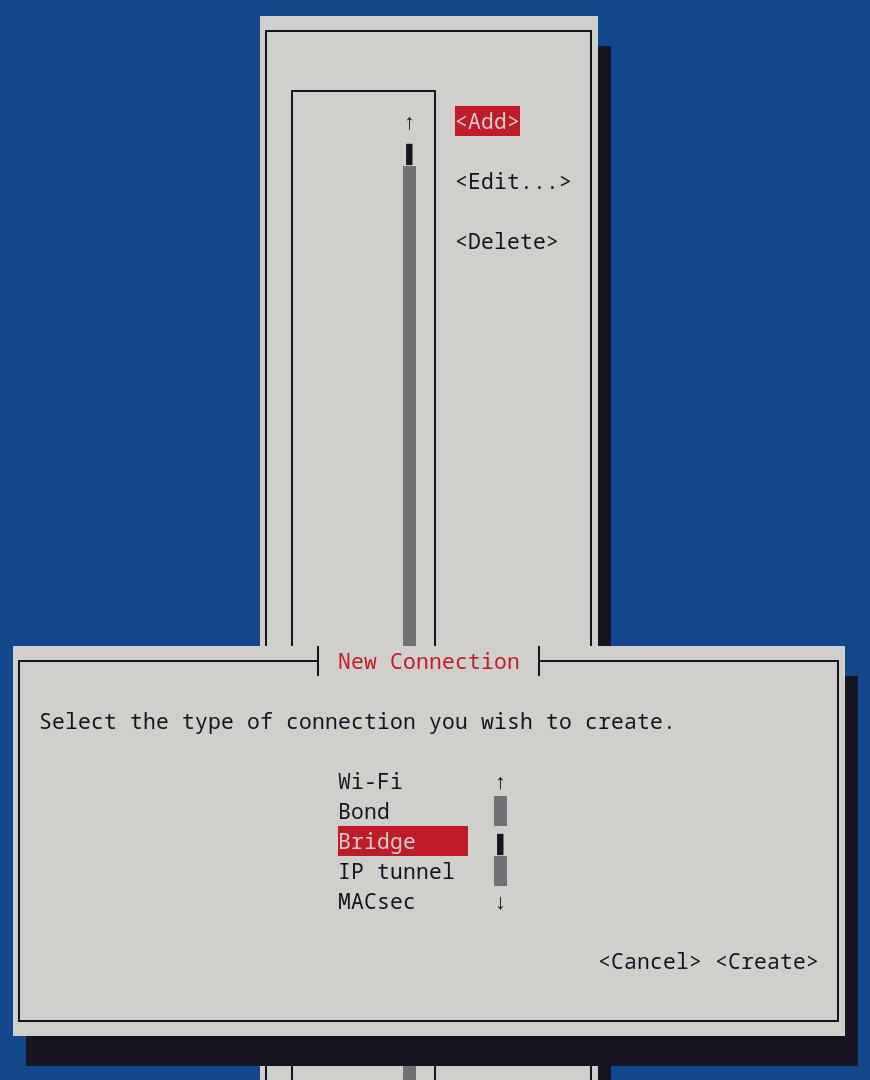 ↑ <Add>
<Edit...>
<Delete>
New Connection
Select the type of connection you wish to create.
Wi-Fi ↑
Bond
Bridge
IP tunnel
MACsec ↓
<Cancel> <Create>